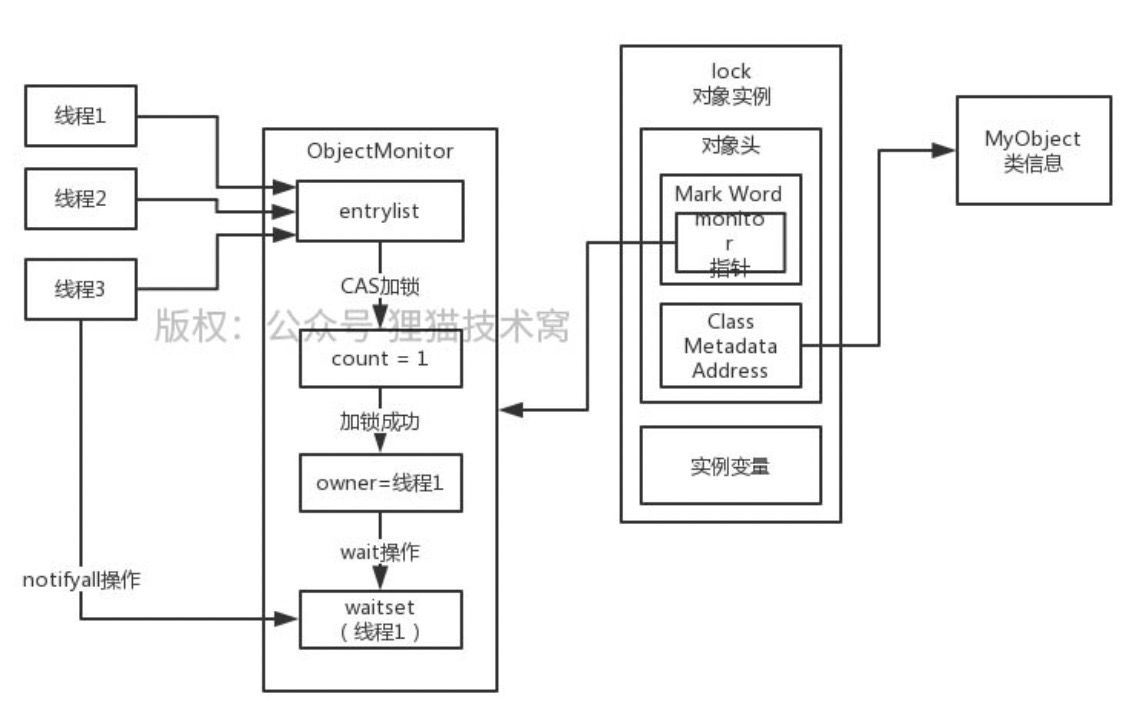 线程1
线程2
线程3
notifyall操作
ObjectMonitor
entrylist
CAS加锁
count = 1
加锁成功
owner=线程1
wait操作
waitset
（线程1）
版权：公众号 狸猫技术窝
lock
对象实例
对象头
Mark Word
monito
r
指针
Class
Metadata
Address
实例变量
MyObject
类信息